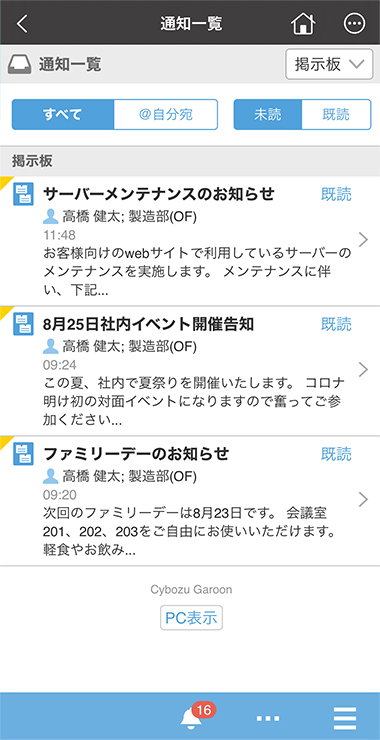 通知一覧
通知一覧
掲示板
すべて
@自分宛
未読
既読
掲示板
サーバーメンテナンスのお知らせ
既読
高橋 健太; 製造部(OF)
11:48
お客様向けのwebサイトで利用しているサーバーの
メンテナンスを実施します。 メンテナンスに伴
い、下記...
8月25日社内イベント開催告知
既読
高橋 健太; 製造部(OF)
09:24
この夏、社内で夏祭りを開催いたします。 コロナ
明け初の対面イベントになりますので奮ってご参
加ください...
ファミリーデーのお知らせ
既読
高橋 健太; 製造部(OF)
09:20
次回のファミリーデーは8月23日です。 会議室
201、202、203をご自由にお使いいただけます。
軽食やお飲み...
Cybozu Garoon
PC表示
16